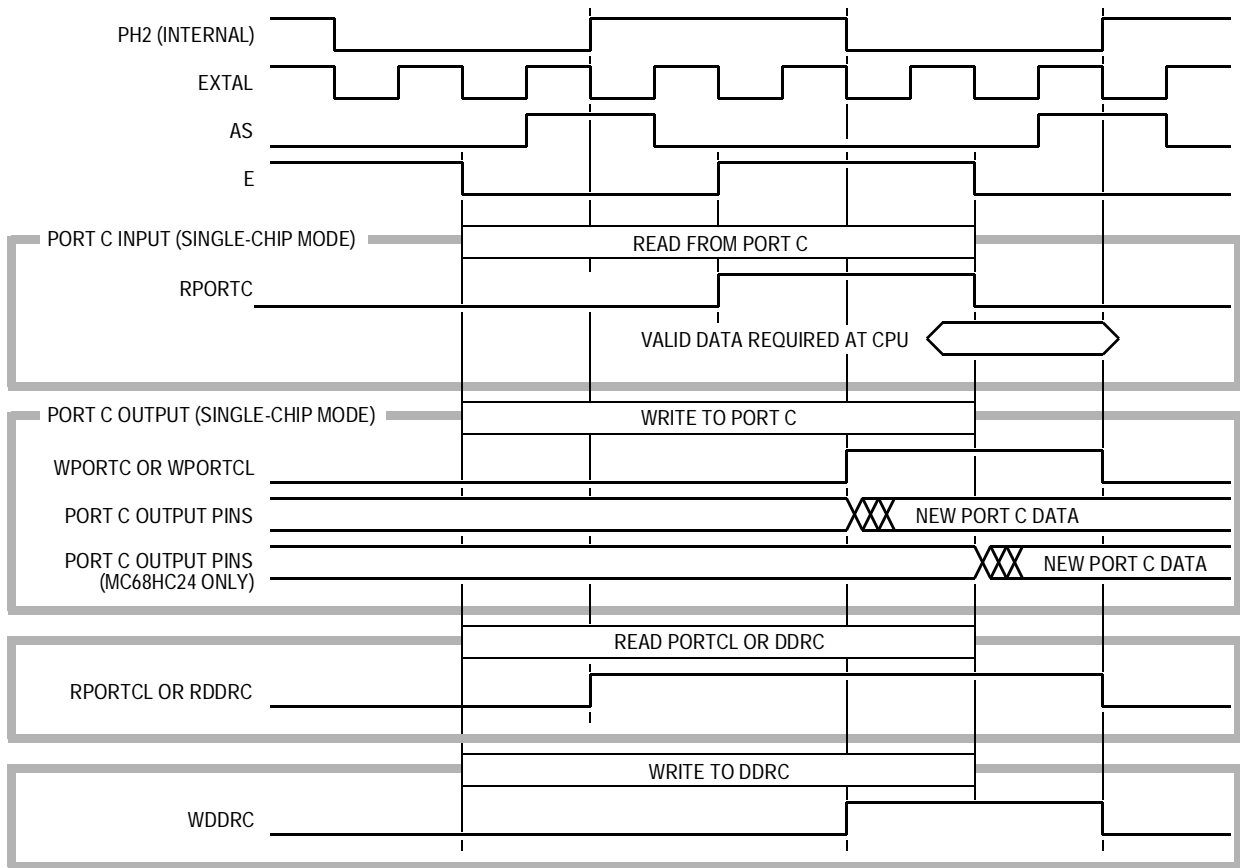 PH2 (INTERNAL)
EXTAL
AS
E
PORT C INPUT (SINGLE-CHIP MODE)
READ FROM PORT C
RPORTC
VALID DATA REQUIRED AT CPU
PORT C OUTPUT (SINGLE-CHIP MODE)
WRITE TO PORT C
WPORTC OR WPORTCL
PORT C OUTPUT PINS
NEW PORT C DATA
PORT C OUTPUT PINS
(MC68HC24 ONLY)
NEW PORT C DATA
READ PORTCL OR DDRC
RPORTCL OR RDDRC
WRITE TO DDRC
WDDRC